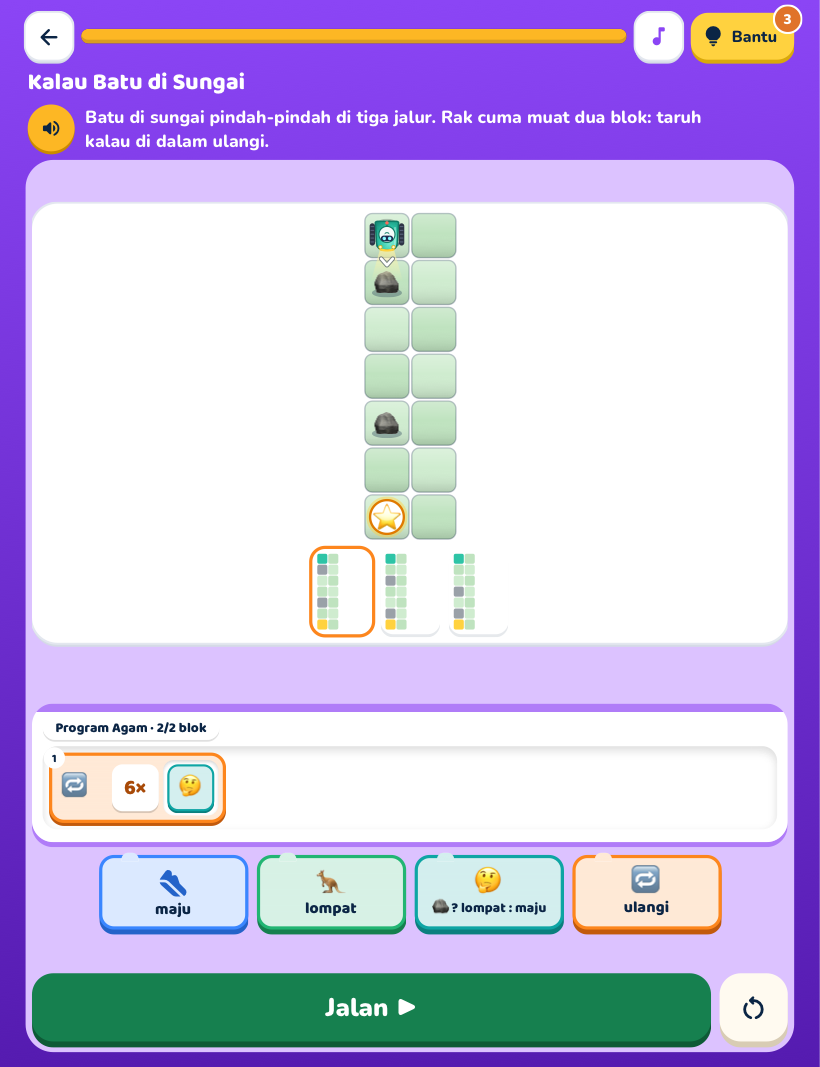 3
Bantu
Kalau Batu di Sungai
Batu di sungai pindah-pindah di tiga jalur. Rak cuma muat dua blok: taruh
kalau di dalam ulangi.
Program Agam · 2/2 blok
1
6×
maju
lompat
? lompat : maju
ulangi
Jalan